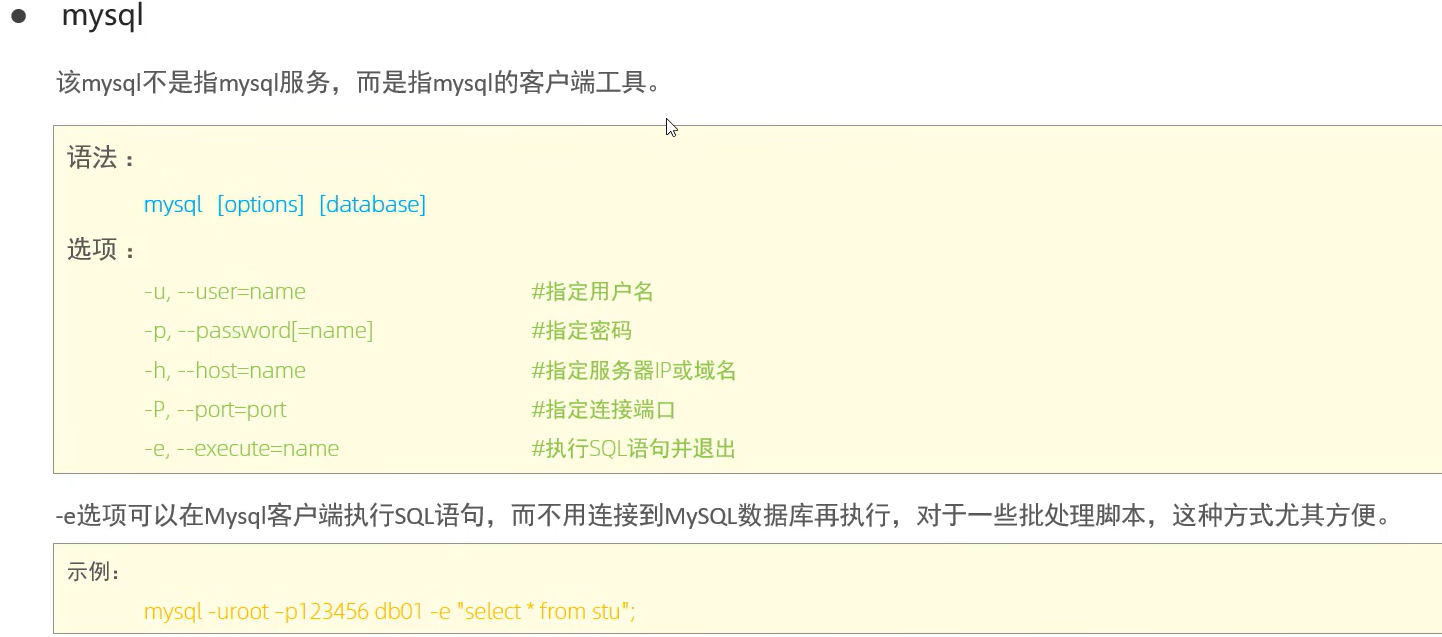 ● mysql
该mysql不是指mysql服务，而是指mysql的客户端工具。
语法 ：
mysql [options] [database]
选项 ：
-u, --user=name #指定用户名
-p, --password[=name] #指定密码
-h, --host=name #指定服务器IP或域名
-P, --port=port #指定连接端口
-e, --execute=name #执行SQL语句并退出
-e选项可以在Mysql客户端执行SQL语句，而不用连接到MySQL数据库再执行，对于一些批处理脚本，这种方式尤其方便。
示例：
mysql -uroot –p123456 db01 -e "select * from stu";